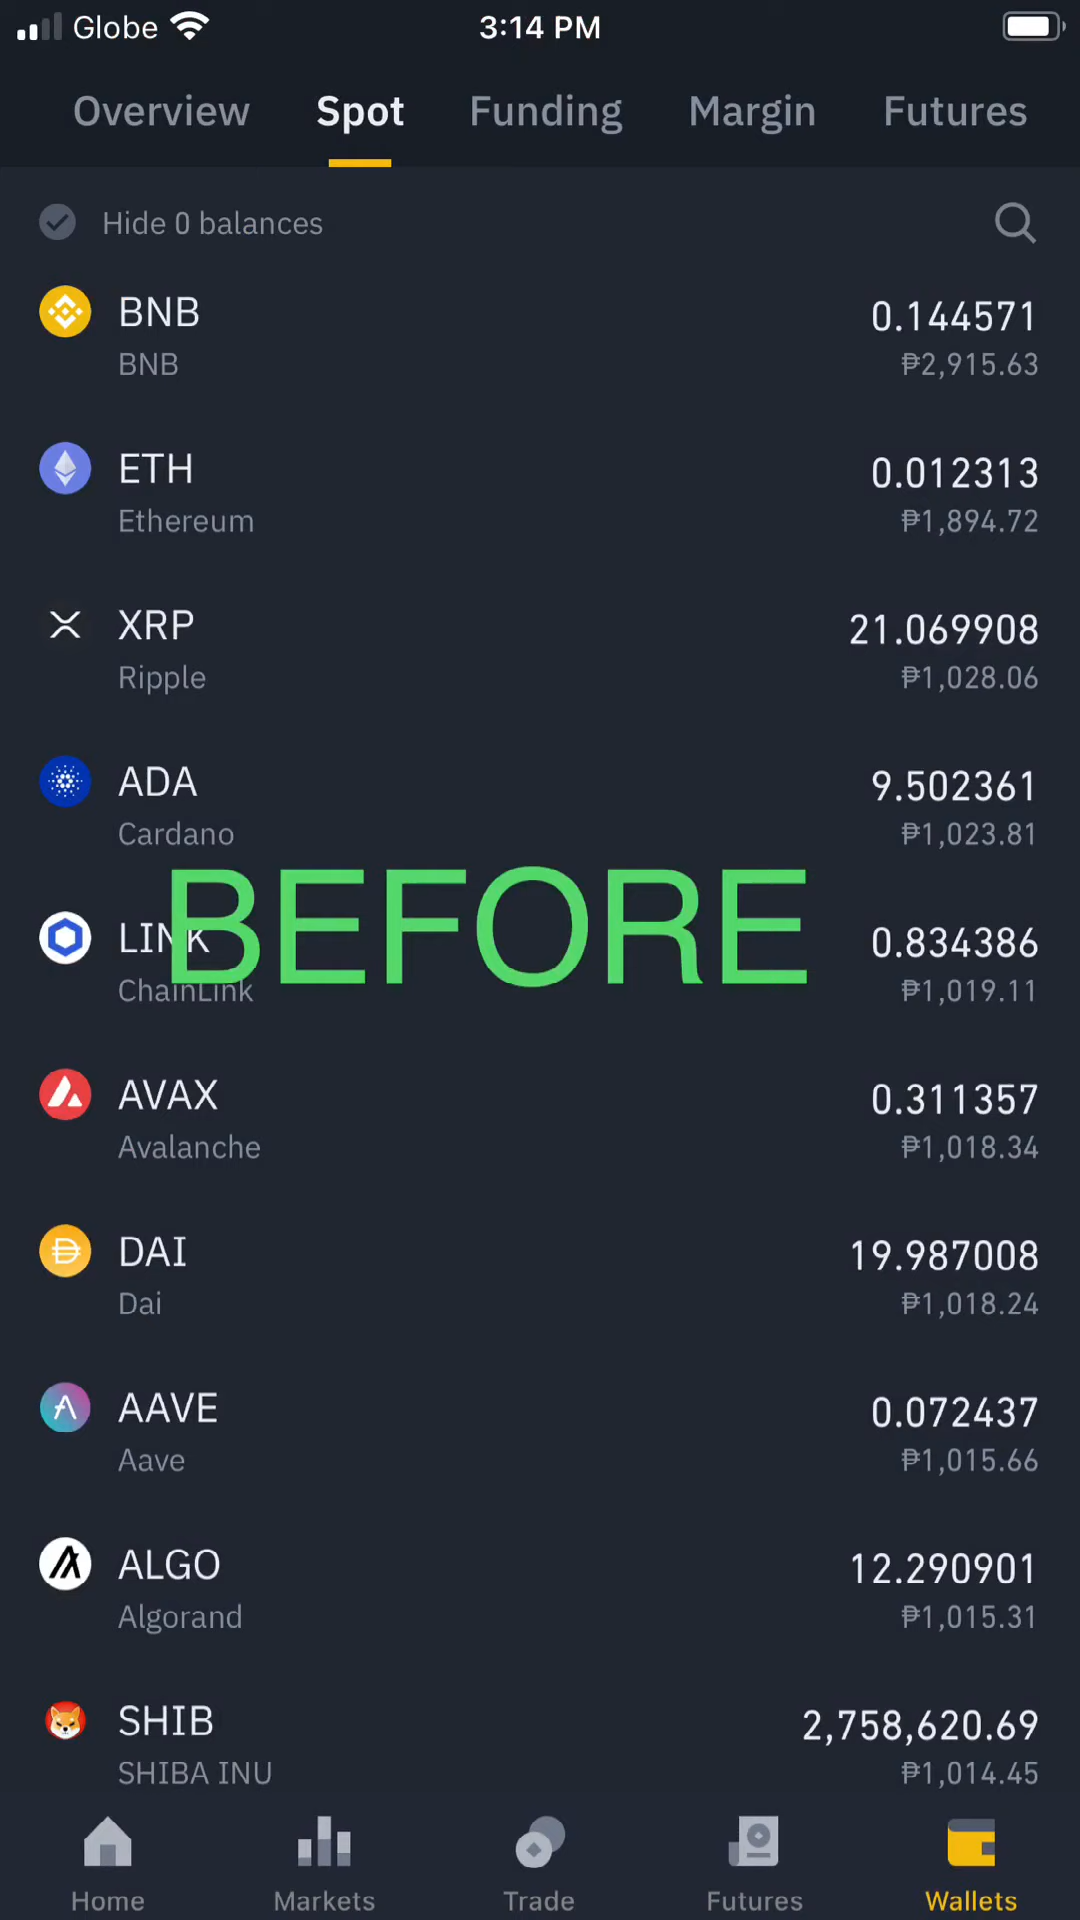 Globe 3:14 PM
Overview Spot Funding Margin Futures
Hide 0 balances
BNB 0.144571
BNB ₱2,915.63
ETH 0.012313
Ethereum ₱1,894.72
XRP 21.069908
Ripple ₱1,028.06
ADA 9.502361
Cardano ₱1,023.81
BEFORE
LINK 0.834386
ChainLink ₱1,019.11
AVAX 0.311357
Avalanche ₱1,018.34
DAI 19.987008
Dai ₱1,018.24
AAVE 0.072437
Aave ₱1,015.66
ALGO 12.290901
Algorand ₱1,015.31
SHIB 2,758,620.69
SHIBA INU ₱1,014.45
Home Markets Trade Futures Wallets